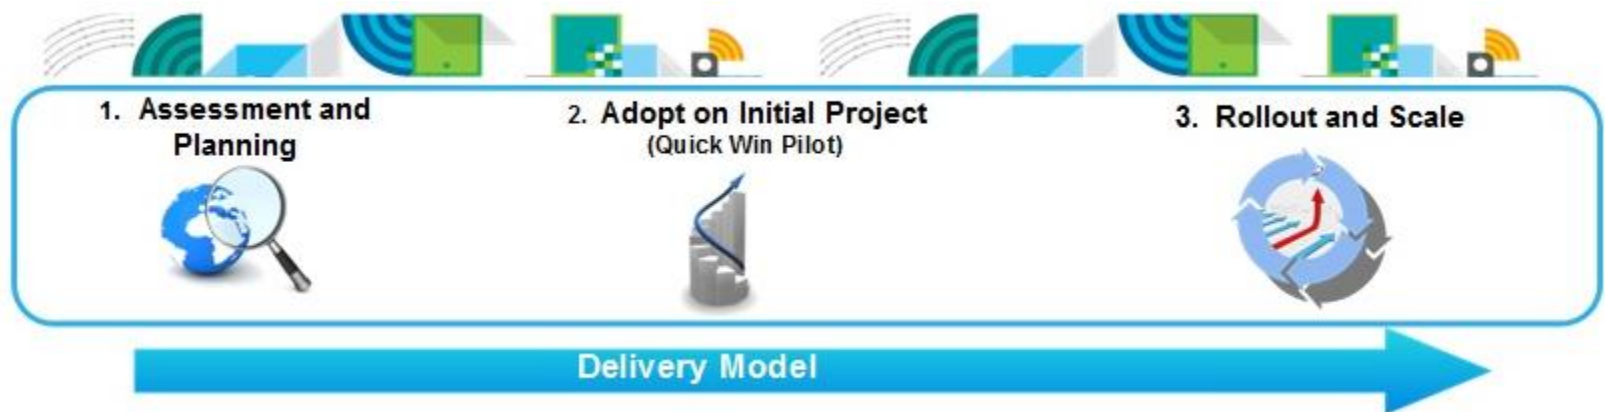 1. Assessment and
Planning
2. Adopt on Initial Project
(Quick Win Pilot)
3. Rollout and Scale
Delivery Model